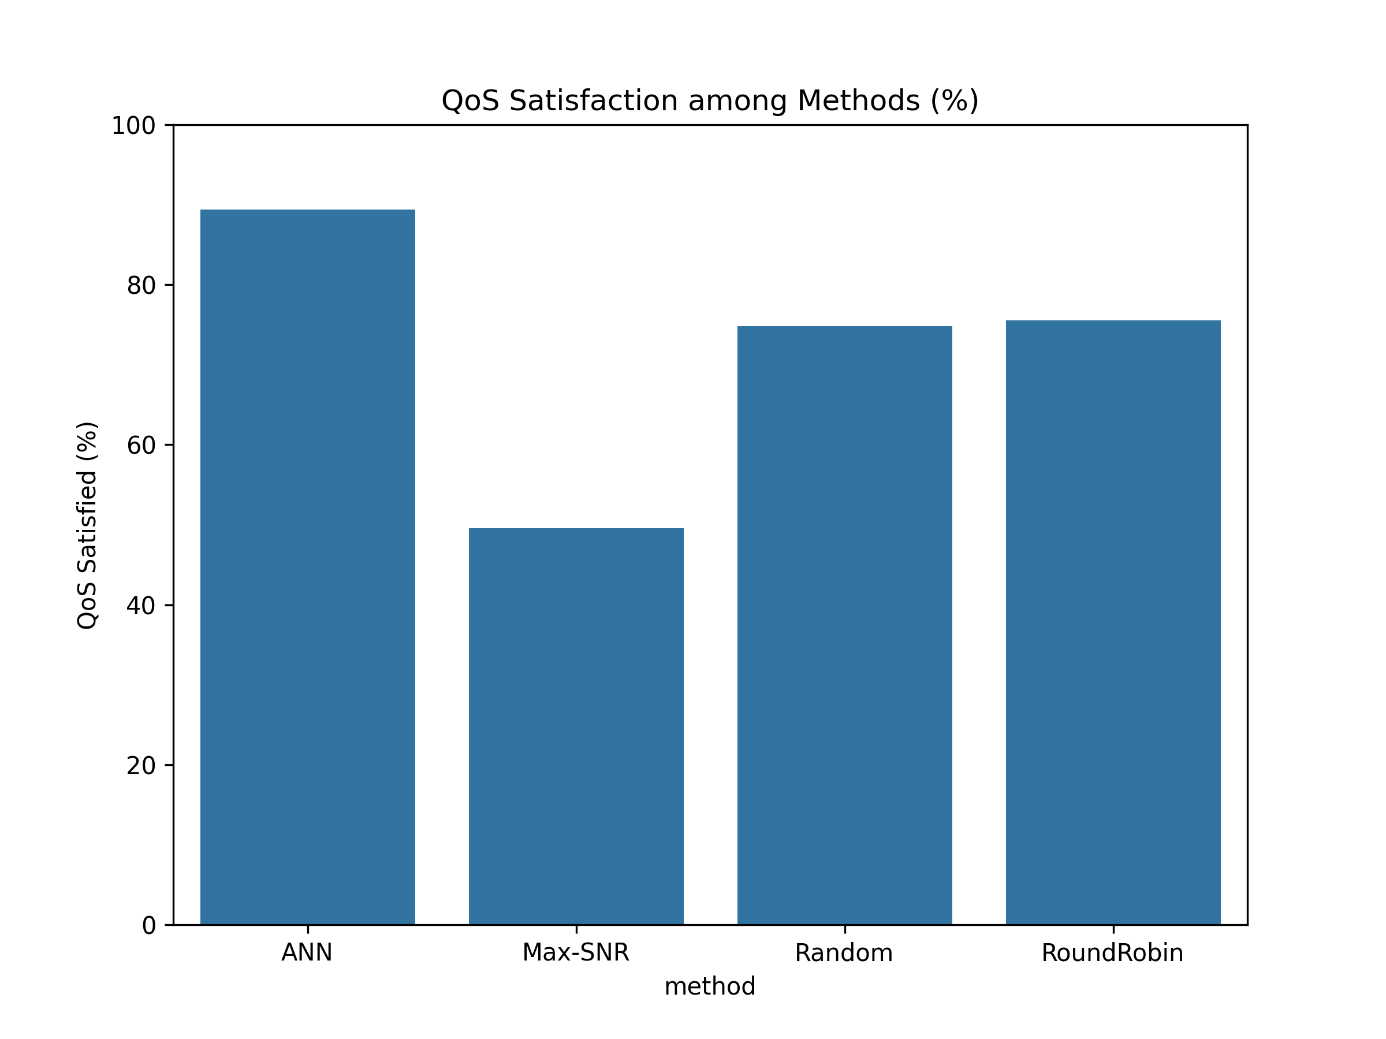 QoS Satisfaction among Methods (%)
100
80
60
40
20
0
QoS Satisfied (%)
ANN
Max-SNR
Random
RoundRobin
method